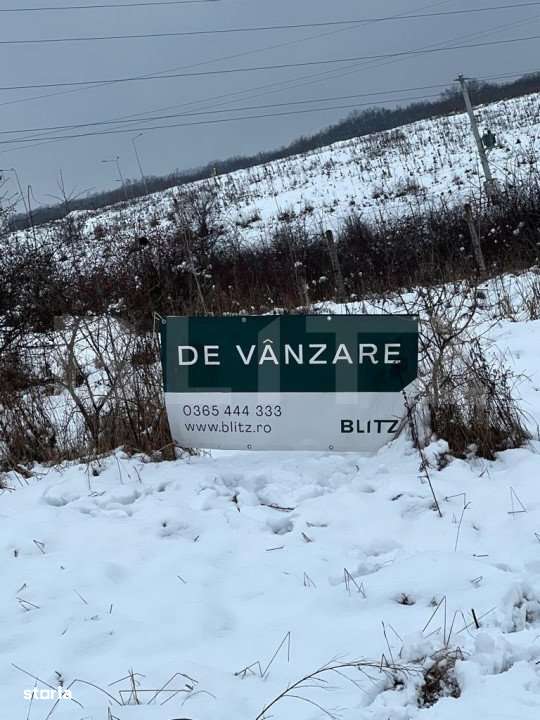 DE VÂNZARE
0365 444 333
www.blitz.ro
BLITZ
storia